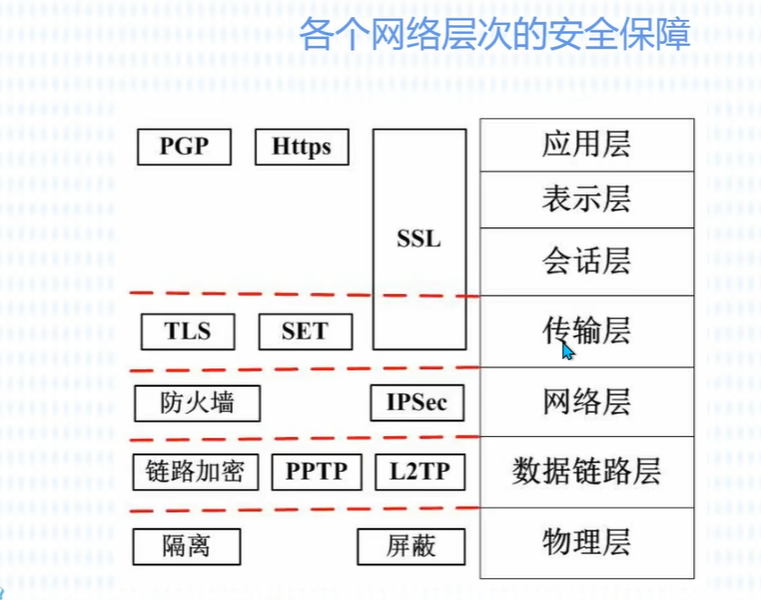 各个网络层次的安全保障
PGP Https SSL 应用层
表示层
会话层
TLS SET 传输层
防火墙 IPSec 网络层
链路加密 PPTP L2TP 数据链路层
隔离 屏蔽 物理层